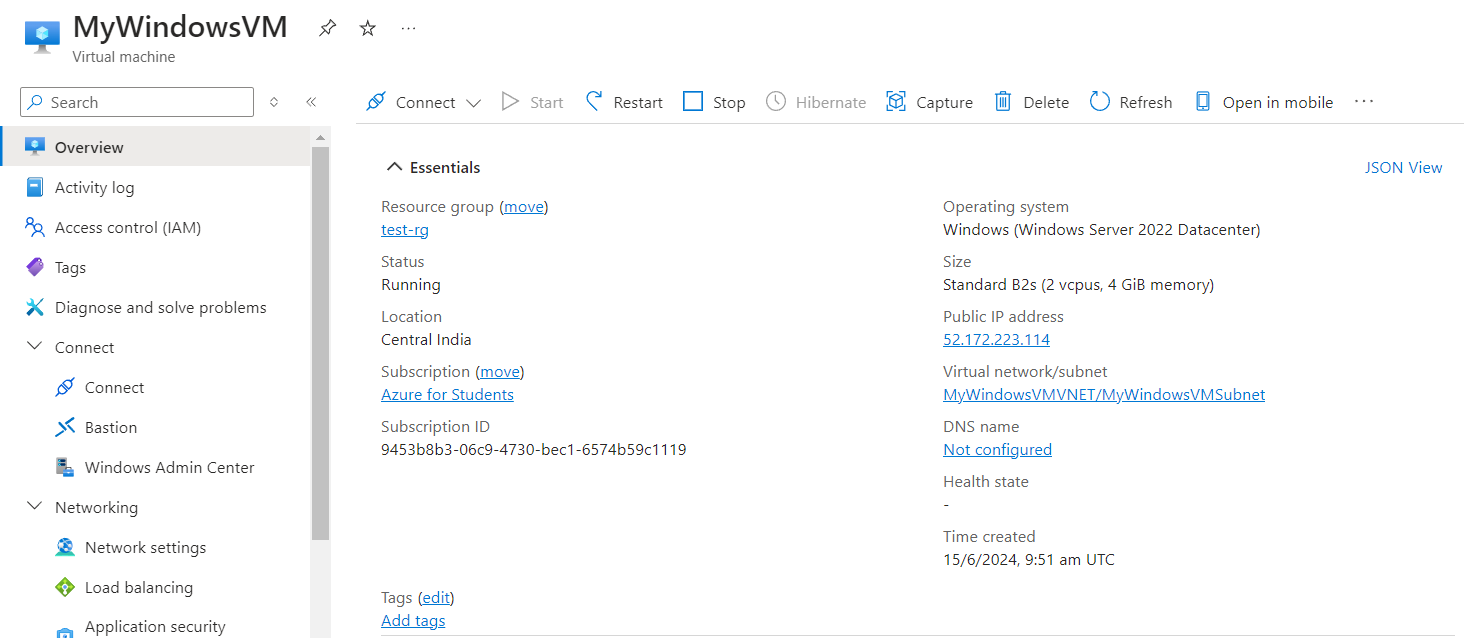 MyWindowsVM
Virtual machine
Search
Overview
Activity log
Access control (IAM)
Tags
Diagnose and solve problems
Connect
Connect
Bastion
Windows Admin Center
Networking
Network settings
Load balancing
Application security
Connect Start Restart Stop Hibernate Capture Delete Refresh Open in mobile
Essentials
JSON View
Resource group (move)
test-rg
Status
Running
Location
Central India
Subscription (move)
Azure for Students
Subscription ID
9453b8b3-06c9-4730-bec1-6574b59c1119
Operating system
Windows (Windows Server 2022 Datacenter)
Size
Standard B2s (2 vcpus, 4 GiB memory)
Public IP address
52.172.223.114
Virtual network/subnet
MyWindowsVMVNET/MyWindowsVMSubnet
DNS name
Not configured
Health state
-
Time created
15/6/2024, 9:51 am UTC
Tags (edit)
Add tags